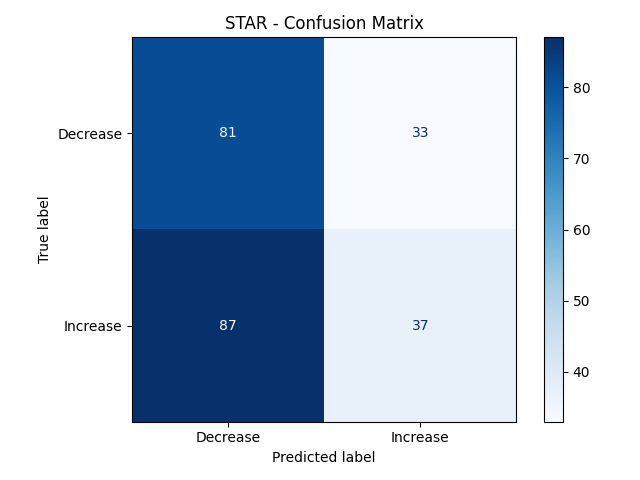 STAR - Confusion Matrix
True label
Decrease
81
33
Increase
87
37
Decrease
Increase
Predicted label
80
70
60
50
40